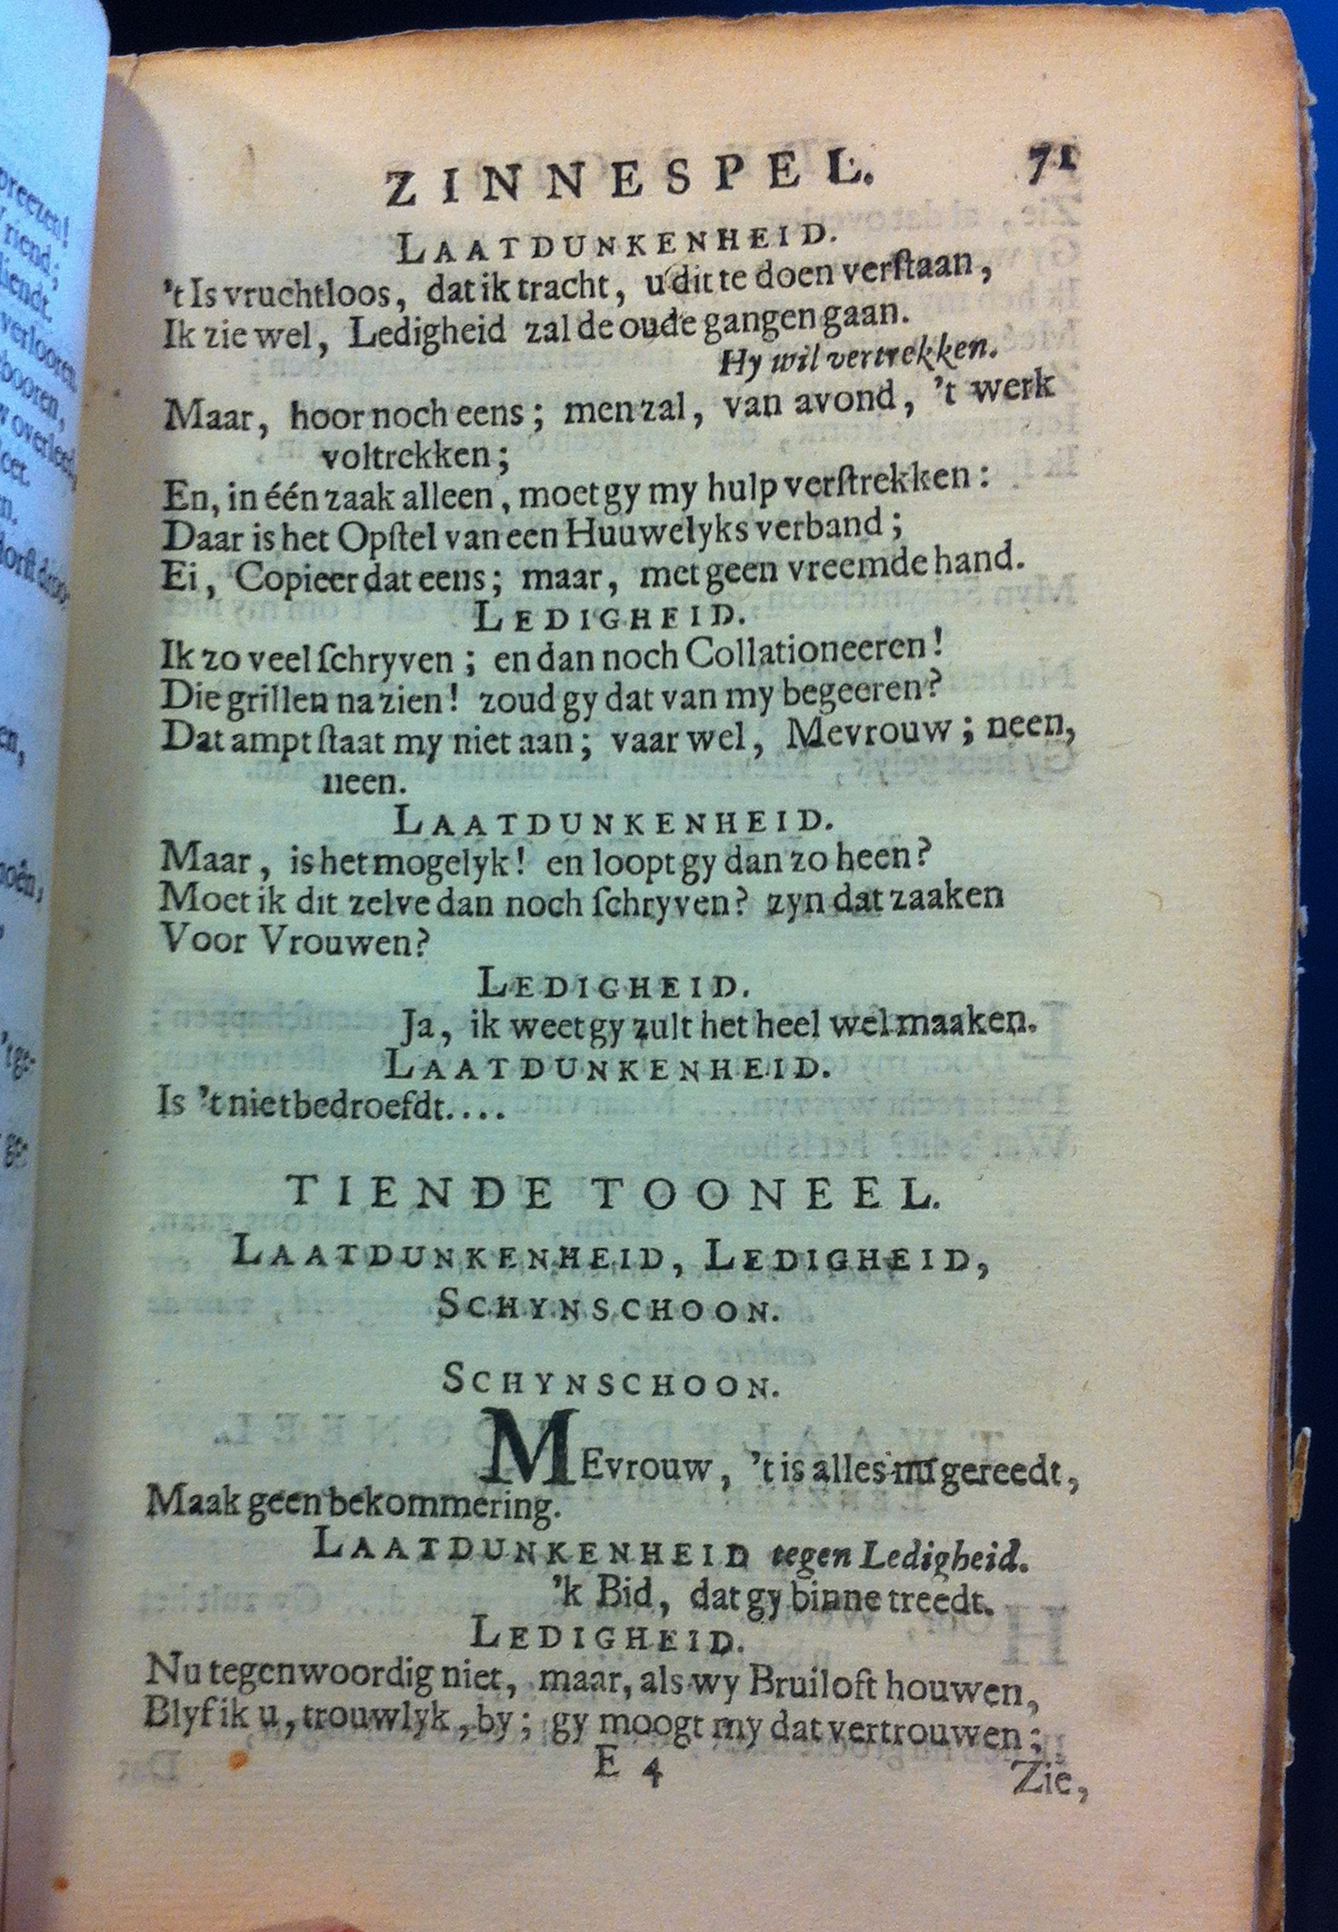 ZINNESPEL. 71
LAATDUNKENHEID.
't Is vruchtloos, dat ik tracht, u dit te doen verſtaan,
Ik zie wel, Ledigheid zal de oude gangen gaan.
Hy wil vertrekken.
Maar, hoor noch eens; men zal, van avond, 't werk
voltrekken;
En, in één zaak alleen, moet gy my hulp verſtrekken:
Daar is het Opſtel van een Huuwelyks verband;
Ei, Copieer dat eens; maar, met geen vreemde hand.
LEDIGHEID.
Ik zo veel ſchryven; en dan noch Collationeeren!
Die grillen na zien! zoud gy dat van my begeeren?
Dat ampt ſtaat my niet aan; vaar wel, Mevrouw; neen,
neen.
LAATDUNKENHEID.
Maar, is het mogelyk! en loopt gy dan zo heen?
Moet ik dit zelve dan noch ſchryven? zyn dat zaaken
Voor Vrouwen?
LEDIGHEID.
Ja, ik weet gy zult het heel wel maaken.
LAATDUNKENHEID.
Is 't niet bedroefdt....
TIENDE TOONEEL.
LAATDUNKENHEID, LEDIGHEID,
SCHYNSCHOON.
SCHYNSCHOON.
MEvrouw, 't is alles nu gereedt,
Maak geen bekommering.
LAATDUNKENHEID tegen Ledigheid.
'k Bid, dat gy binne treedt.
LEDIGHEID.
Nu tegenwoordig niet, maar, als wy Bruiloft houwen,
Blyf ik u, trouwlyk, by; gy moogt my dat vertrouwen;
E 4
Zie,